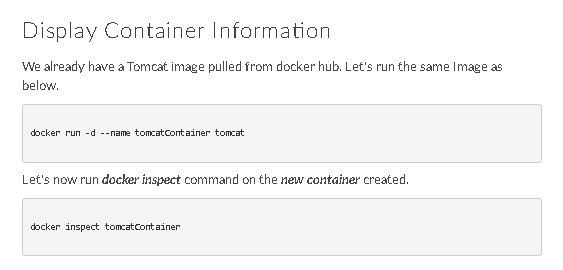 Display Container Information
We already have a Tomcat image pulled from docker hub. Let's run the same Image as
below.
docker run -d --name tomcatContainer tomcat
Let's now run docker inspect command on the new container created.
docker inspect tomcatContainer